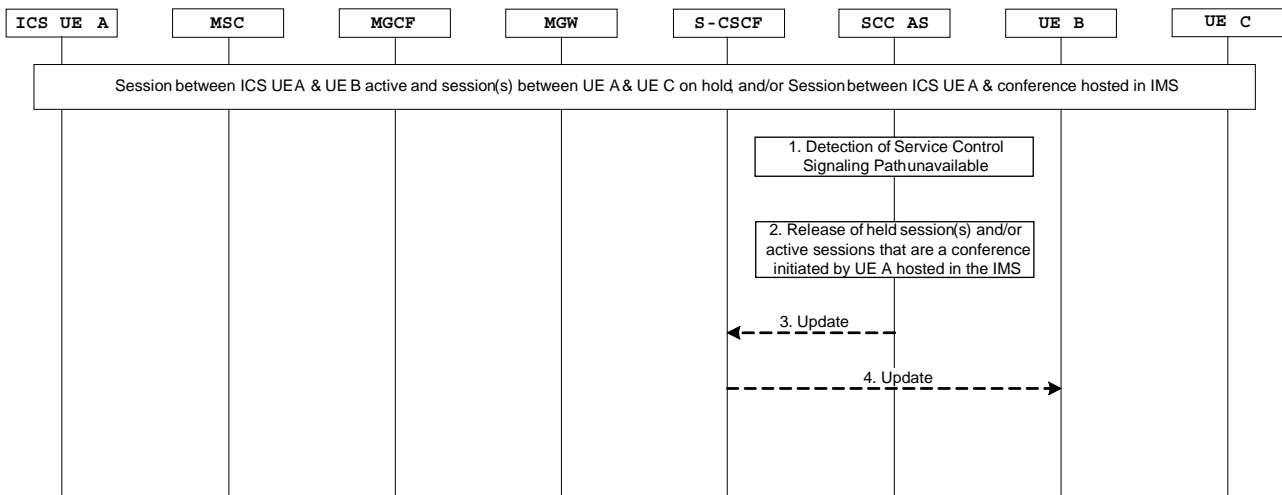 ICS UE A
MSC
MGCF
MGW
S-CSCF
SCC AS
UE B
UE C
Session between ICS UE A & UE B active and session(s) between UE A & UE C on hold, and/or Session between ICS UE A & conference hosted in IMS
1. Detection of Service Control
Signaling Path unavailable
2. Release of held session(s) and/or
active sessions that are a conference
initiated by UE A hosted in the IMS
3. Update
4. Update